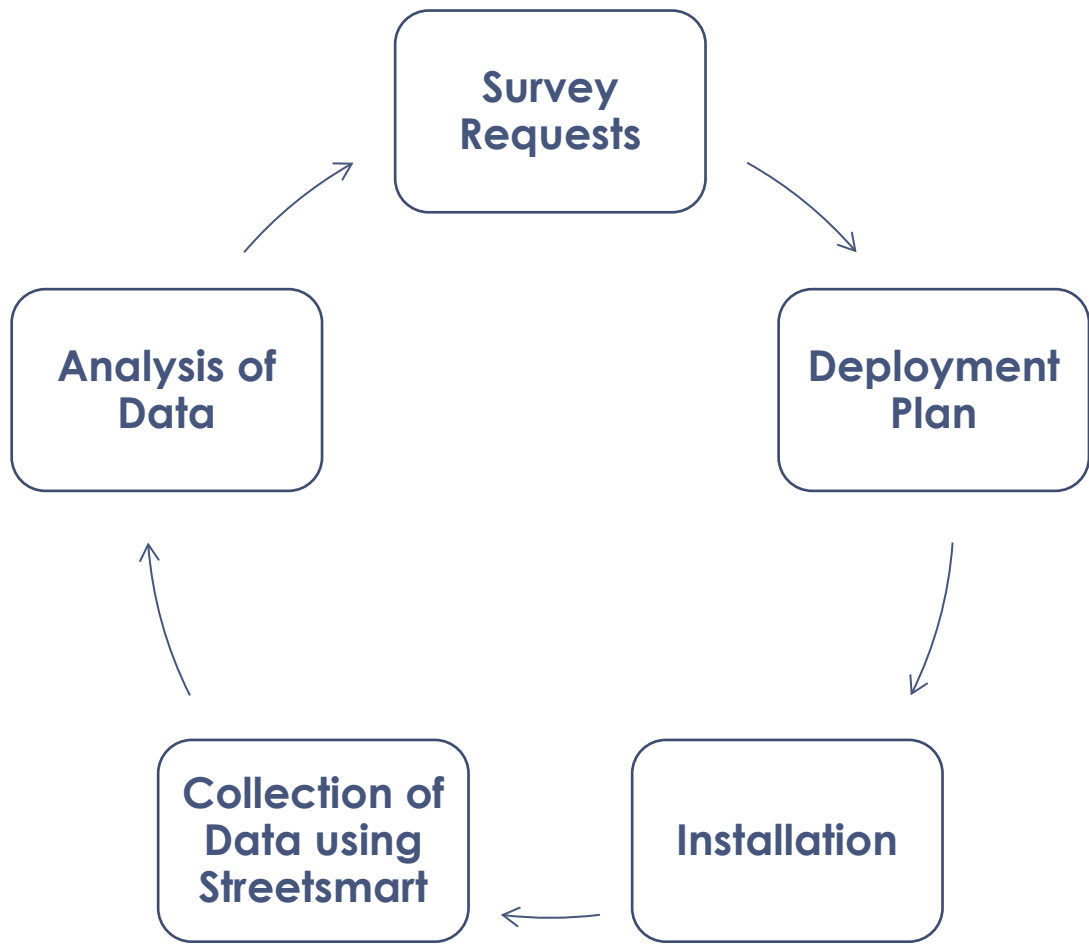 Survey
Requests
Deployment
Plan
Installation
Collection of
Data using
Streetsmart
Analysis of
Data